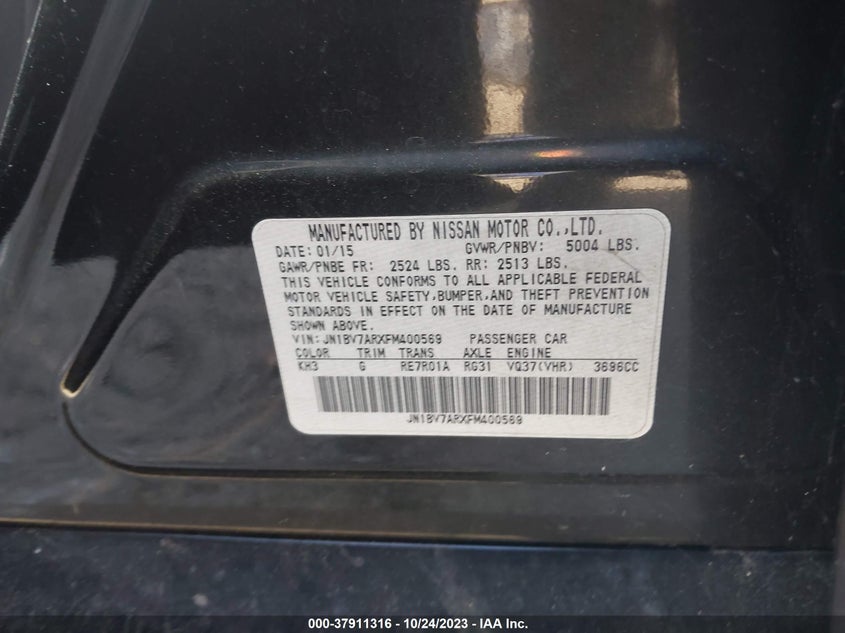 MANUFACTURED BY NISSAN MOTOR CO.,LTD.
DATE: 01/15 GVWR/PNBV: 5004 LBS.
GAWR/PNBE FR: 2524 LBS. RR: 2513 LBS.
THIS VEHICLE CONFORMS TO ALL APPLICABLE FEDERAL
MOTOR VEHICLE SAFETY,BUMPER,AND THEFT PREVENTION
STANDARDS IN EFFECT ON THE DATE OF MANUFACTURE
SHOWN ABOVE.
VIN: JN1BV7ARXFM400569 PASSENGER CAR
COLOR TRIM TRANS AXLE ENGINE
KH3 G RE7R01A RG31 VQ37(VHR) 3696CC
JN1BV7ARXFM400569
000-37911316 - 10/24/2023 - IAAI Inc.